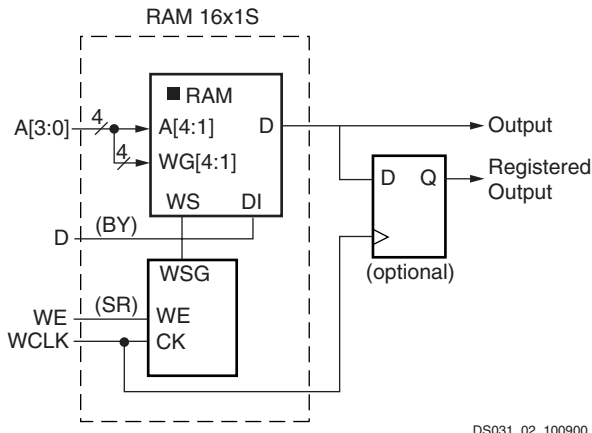 RAM 16x1S
RAM
A[3:0]
4
A[4:1]
D
Output
4
WG[4:1]
D
Q
Registered
Output
WS
DI
D
(BY)
WSG
(optional)
WE
(SR)
WE
WCLK
CK
DS031_02_100900